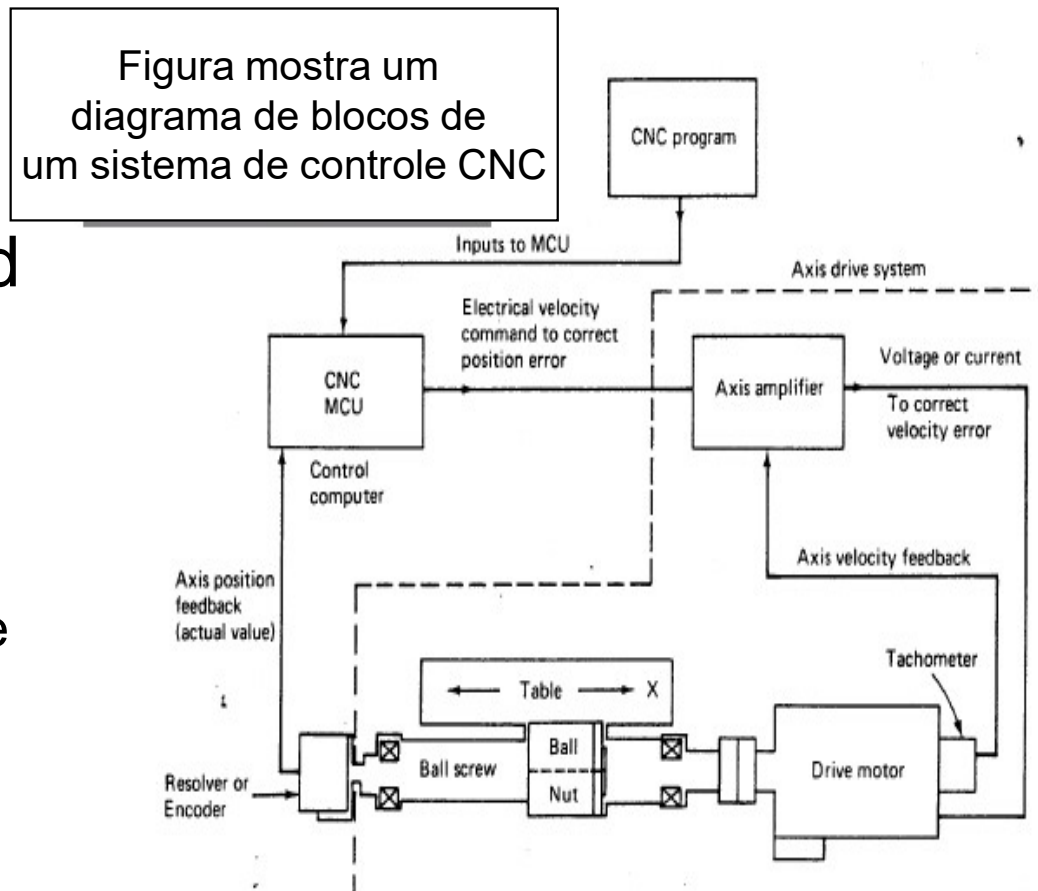 Figura mostra um
diagrama de blocos de
um sistema de controle CNC
d
CNC program
Inputs to MCU
Axis drive system
Electrical velocity
command to correct
position error
CNC
MCU
Axis amplifier
Voltage or current
To correct
velocity error
Control
computer
Axis position
feedback
(actual value)
Axis velocity feedback
e
Tachometer
Table
X
Ball
Nut
Ball screw
Drive motor
Resolver or
Encoder